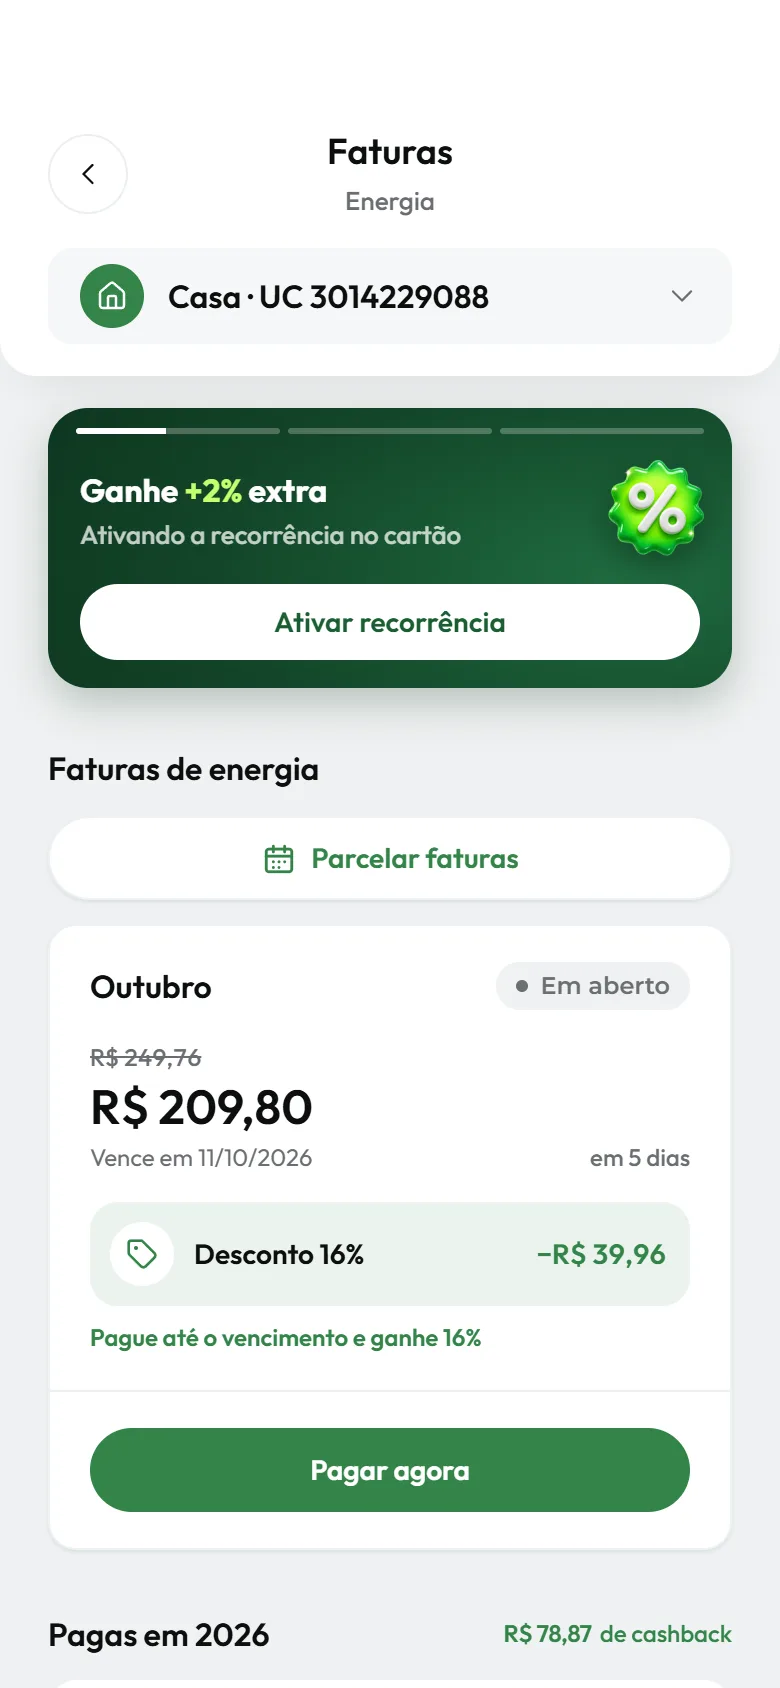 Faturas
Energia
Casa · UC 3014229088
Ganhe +2% extra
Ativando a recorrência no cartão
%
Ativar recorrência
Faturas de energia
Parcelar faturas
Outubro
Em aberto
R$ 249,76
R$ 209,80
Vence em 11/10/2026
em 5 dias
Desconto 16%
−R$ 39,96
Pague até o vencimento e ganhe 16%
Pagar agora
Pagas em 2026
R$ 78,87 de cashback